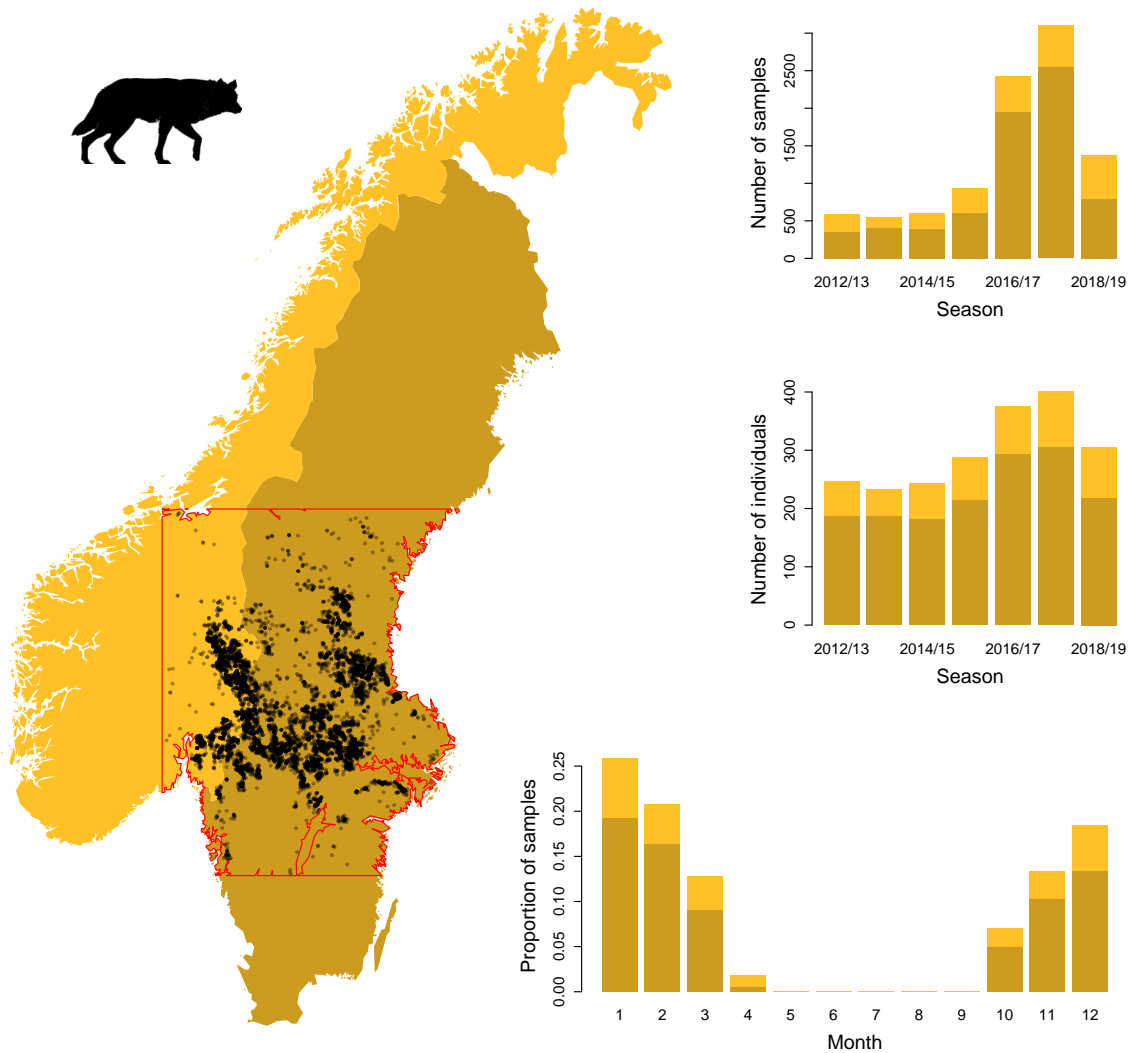 Number of samples
2500
1500
500
0
2012/13 2014/15 2016/17 2018/19
Season
Number of individuals
400
300
200
100
0
2012/13 2014/15 2016/17 2018/19
Season
Proportion of samples
0.25
0.20
0.15
0.10
0.05
0.00
1 2 3 4 5 6 7 8 9 10 11 12
Month